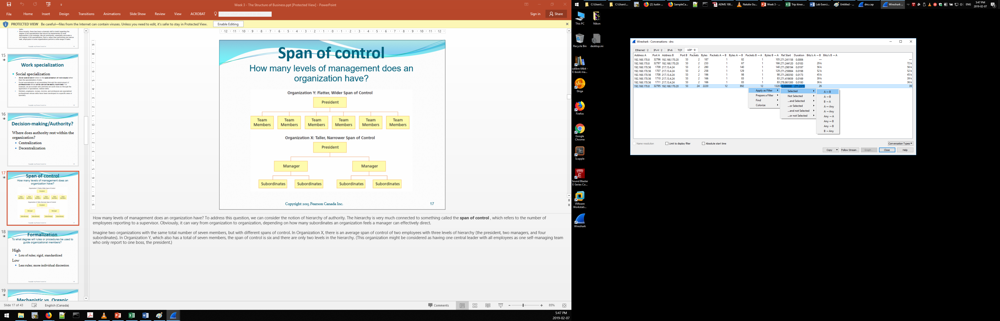 Week 3 - The Structure of Business.ppt [Protected View] - PowerPoint
File Home Insert Design Transitions Animations Slide Show Review View ACROBAT Sign in Share
PROTECTED VIEW Be careful—files from the Internet can contain viruses. Unless you need to edit, it's safer to stay in Protected View. Enable Editing
15
Work specialization
Social specialization
16
Decision-making/Authority?
Where does authority rest within the
organization?
• Centralization
• Decentralization
17
Span of control
How many levels of management does an
organization have?
18
Formalization
To what degree will rules or procedures be used to
guide organizational members?
High
• Lots of rules; rigid, standardized
Low
• Less rules; more individual discretion
19
Mechanistic vs. Organic
Span of control
How many levels of management does an
organization have?
Organization Y: Flatter, Wider Span of Control
President
Team Members Team Members Team Members Team Members Team Members Team Members
Organization X: Taller, Narrower Span of Control
President
Manager Manager
Subordinates Subordinates Subordinates Subordinates
Copyright 2015 Pearson Canada Inc. 17
How many levels of management does an organization have? To address this question, we can consider the notion of hierarchy of authority. The hierarchy is very much connected to something called the span of control , which refers to the number of
employees reporting to a supervisor. Obviously, it can vary from organization to organization, depending on how many subordinates an organization feels a manager can effectively direct.
Imagine two organizations with the same total number of seven members, but with different spans of control. In Organization X, there is an average span of control of two employees with three levels of hierarchy (the president, two managers, and four
subordinates). In Organization Y, which also has a total of seven members, the span of control is six and there are only two levels in the hierarchy. (This organization might be considered as having one central leader with all employees as one self-managing team
who only report to one boss, the president.)
Slide 17 of 43 English (Canada) Comments 85%
5:47 PM
2019-02-07
C:\Users\... C:\Users\... (2) Justin ... SampleCa... ADMS 100... Natalie Gu... Week 3 - ... Trip itiner... Lab Exerci... Untitled - ... dns.cap Wireshark ... ENG 5:47 PM
2019-02-07
This PC Nikon
Recycle Bin desktop.ini
calibre 64bit -
E-book ma...
Ekiga
Firefox
Google
Chrome
Scapple
Sound Blaster
E-Series Co...
VMware
Workstati...
Wireshark
Wireshark · Conversations · dns
Ethernet · 2 IPv4 · 2 IPv6 TCP UDP · 8
Address A Port A Address B Port B Packets Bytes Packets A → B Bytes A → B Packets B → A Bytes B → A Rel Start Duration Bits/s A → B Bits/s B → A
192.168.170.8 32796 192.168.170.20 53 2 187 1 82 1 105 271.241158 0.0006 — —
192.168.170.8 32797 192.168.170.20 53 2 233 1 67 1 166 271.244120 0.0183 29 k 72 k
192.168.170.56 1709 217.13.4.24 53 2 280 1 140 1 140 271.298194 0.0197 56 k 56 k
192.168.170.56 1707 217.13.4.24 53 2 258 1 129 1 129 271.259884 0.0198 52 k 52 k
192.168.170.56 1708 217.13.4.24 53 2 196 1 98 1 98 271.280350 0.0173 45 k 45 k
192.168.170.56 1710 217.13.4.24 53 2 166 1 83 1 83 271.419659 0.0169 39 k 39 k
192.168.170.56 1711 217.13.4.24 53 2 166 1 83 1 83 278.861300 0.0180 36 k 36 k
192.168.170.8 32795 192.168.170.20 53 24 2220 12 892 12 1328 0.000000 271.2373 26 39
Apply as Filter
Prepare a Filter
Find
Colorize
Selected
Not Selected
...and Selected
...or Selected
...and not Selected
...or not Selected
A ↔ B
A → B
B → A
A ↔ Any
A → Any
Any → A
Any ↔ B
Any → B
B → Any
Name resolution Limit to display filter Absolute start time Conversation Types
Copy Follow Stream... Graph... Close Help